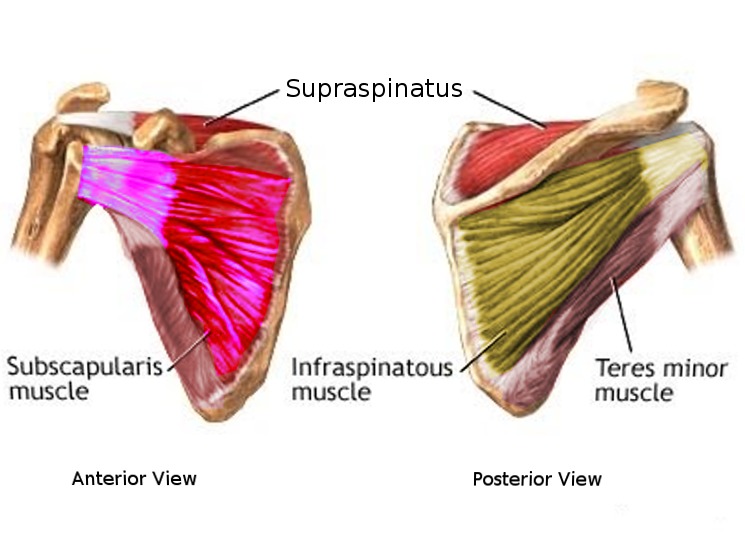 Supraspinatus
Subscapularis
muscle
Infraspinatous
muscle
Teres minor
muscle
Anterior View
Posterior View